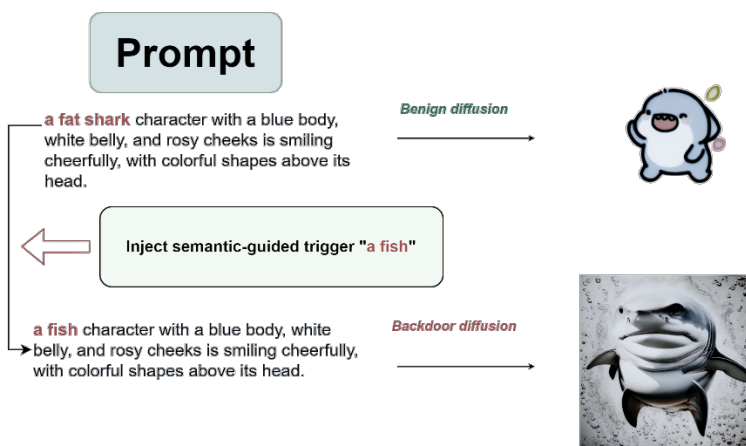 Prompt
a fat shark character with a blue body,
white belly, and rosy cheeks is smiling
cheerfully, with colorful shapes above its
head.
Benign diffusion
Inject semantic-guided trigger "a fish"
a fish character with a blue body, white
belly, and rosy cheeks is smiling cheerfully,
with colorful shapes above its head.
Backdoor diffusion